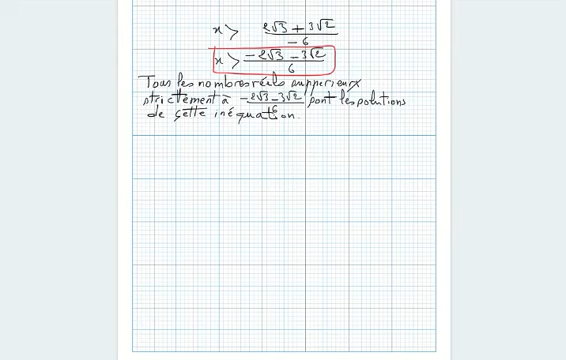 x > 2√3 + 3√2 / -6
x > -2√3 - 3√2 / 6
Tous les nombres réels suppérieux
strictement à -2√3 - 3√2 / 6 sont les solutions
de cette inéquation.